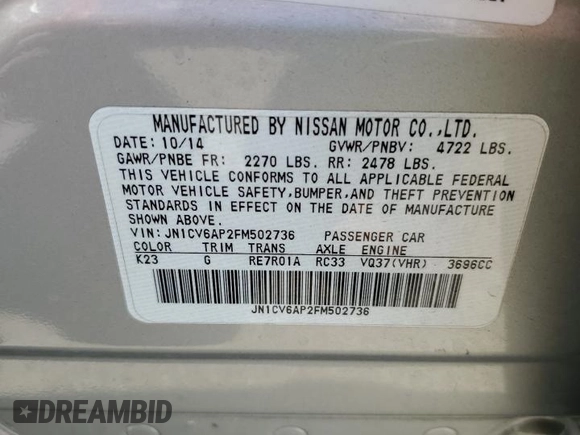 MANUFACTURED BY NISSAN MOTOR CO.,LTD.
DATE: 10/14 GVWR/PNBV: 4722 LBS.
GAWR/PNBE FR: 2270 LBS. RR: 2478 LBS.
THIS VEHICLE CONFORMS TO ALL APPLICABLE FEDERAL
MOTOR VEHICLE SAFETY,BUMPER,AND THEFT PREVENTION
STANDARDS IN EFFECT ON THE DATE OF MANUFACTURE
SHOWN ABOVE.
VIN: JN1CV6AP2FM502736 PASSENGER CAR
COLOR TRIM TRANS AXLE ENGINE
K23 G RE7R01A RC33 VQ37(VHR) 3696CC
JN1CV6AP2FM502736
DREAMBID